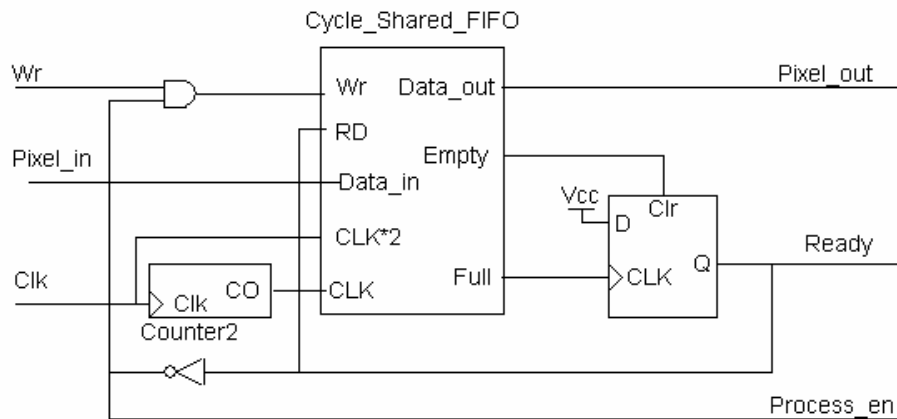 Cycle_Shared_FIFO
Wr
Wr
Data_out
Pixel_out
RD
Pixel_in
Empty
Data_in
Vcc
Clr
D
CLK*2
Ready
Clk
CO
Clk
CLK
Full
CLK
Q
Counter2
Process_en